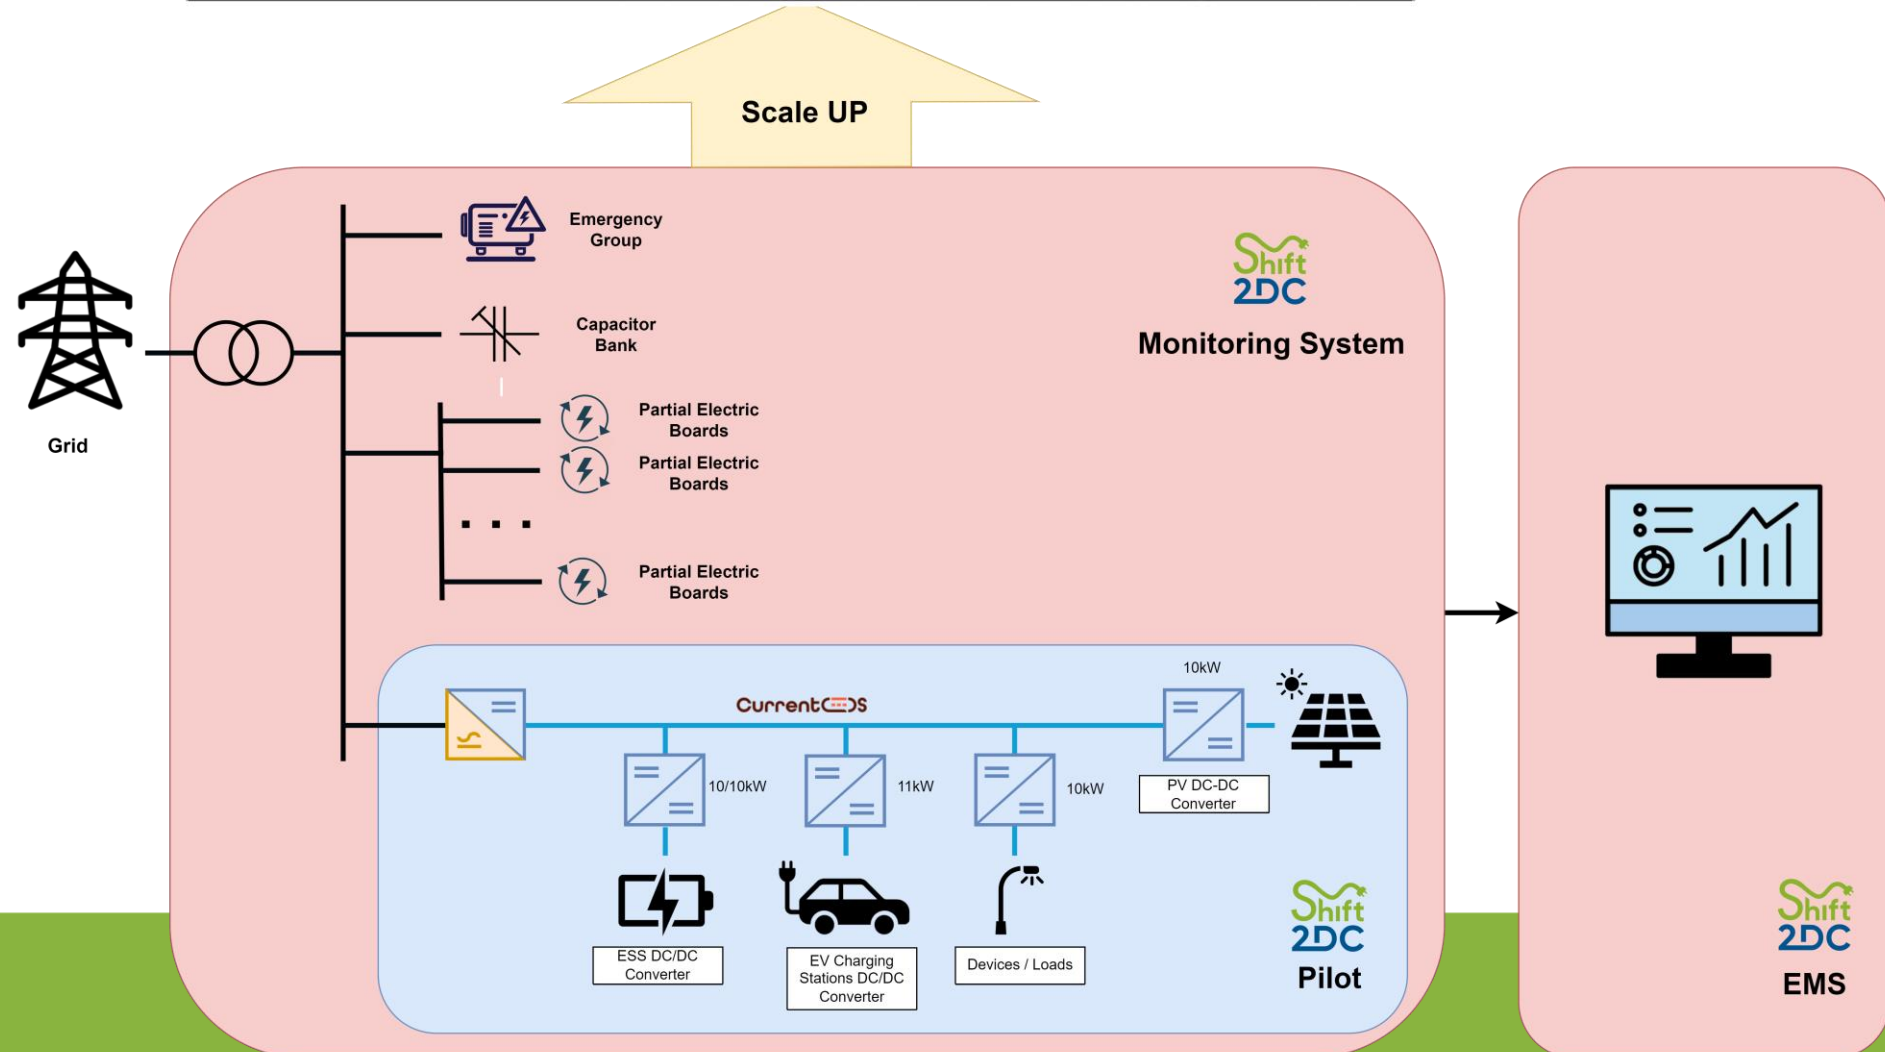 Scale UP
Emergency
Group
Shift
2DC
Capacitor
Bank
Monitoring System
Grid
Partial Electric
Boards
Partial Electric
Boards
. . .
Partial Electric
Boards
CurrentOS
10kW
10/10kW
11kW
10kW
PV DC-DC
Converter
ESS DC/DC
Converter
EV Charging
Stations DC/DC
Converter
Devices / Loads
Shift
2DC
Pilot
Shift
2DC
EMS